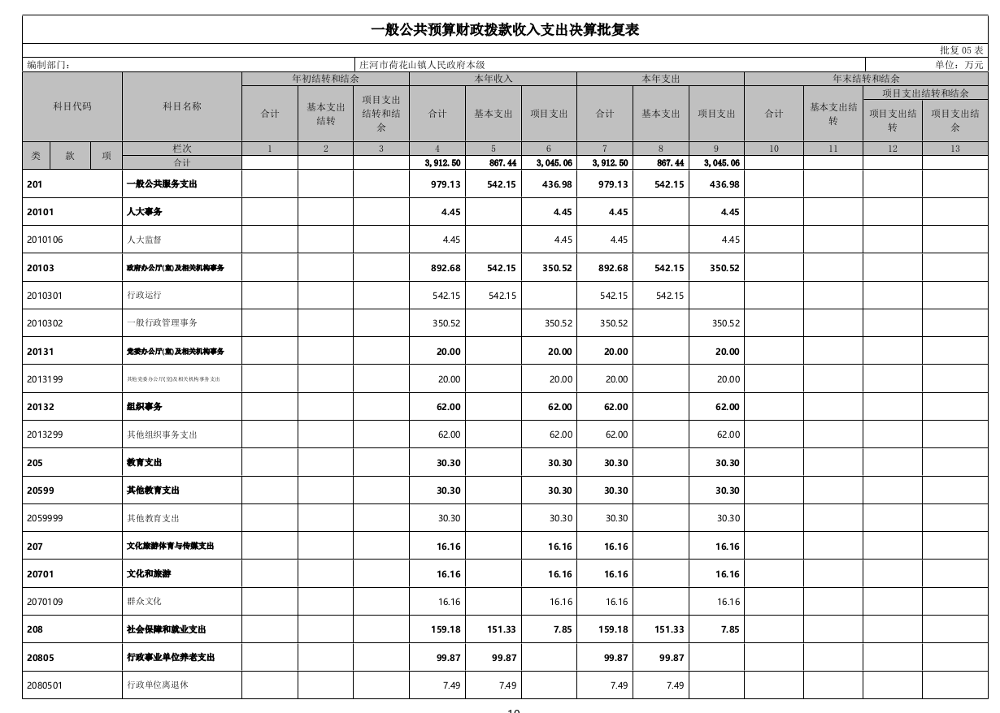 一般公共预算财政拨款收入支出决算批复表
批复 05 表
编制部门： 庄河市荷花山镇人民政府本级 单位：万元
科目代码 科目名称 年初结转和结余 本年收入 本年支出 年末结转和结余
合计 基本支出结转 项目支出结转和结余 合计 基本支出 项目支出 合计 基本支出 项目支出 合计 基本支出结转 项目支出结转和结余
项目支出结转 项目支出结余
类 款 项 栏次 1 2 3 4 5 6 7 8 9 10 11 12 13
合计 3,912.50 867.44 3,045.06 3,912.50 867.44 3,045.06
201 一般公共服务支出 979.13 542.15 436.98 979.13 542.15 436.98
20101 人大事务 4.45 4.45 4.45 4.45
2010106 人大监督 4.45 4.45 4.45 4.45
20103 政府办公厅(室)及相关机构事务 892.68 542.15 350.52 892.68 542.15 350.52
2010301 行政运行 542.15 542.15 542.15 542.15
2010302 一般行政管理事务 350.52 350.52 350.52 350.52
20131 党委办公厅(室)及相关机构事务 20.00 20.00 20.00 20.00
2013199 其他党委办公厅(室)及相关机构事务支出 20.00 20.00 20.00 20.00
20132 组织事务 62.00 62.00 62.00 62.00
2013299 其他组织事务支出 62.00 62.00 62.00 62.00
205 教育支出 30.30 30.30 30.30 30.30
20599 其他教育支出 30.30 30.30 30.30 30.30
2059999 其他教育支出 30.30 30.30 30.30 30.30
207 文化旅游体育与传媒支出 16.16 16.16 16.16 16.16
20701 文化和旅游 16.16 16.16 16.16 16.16
2070109 群众文化 16.16 16.16 16.16 16.16
208 社会保障和就业支出 159.18 151.33 7.85 159.18 151.33 7.85
20805 行政事业单位养老支出 99.87 99.87 99.87 99.87
2080501 行政单位离退休 7.49 7.49 7.49 7.49